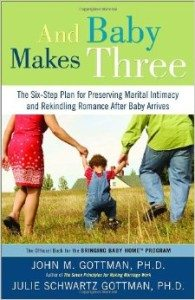 And Baby
Makes Three
The Six-Step Plan for Preserving Marital Intimacy
and Rekindling Romance After Baby Arrives
The Official Book for the BRINGING BABY HOME™ PROGRAM
JOHN M. GOTTMAN, PH.D.
Author of The Seven Principles for Making Marriage Work
JULIE SCHWARTZ GOTTMAN, PH.D.